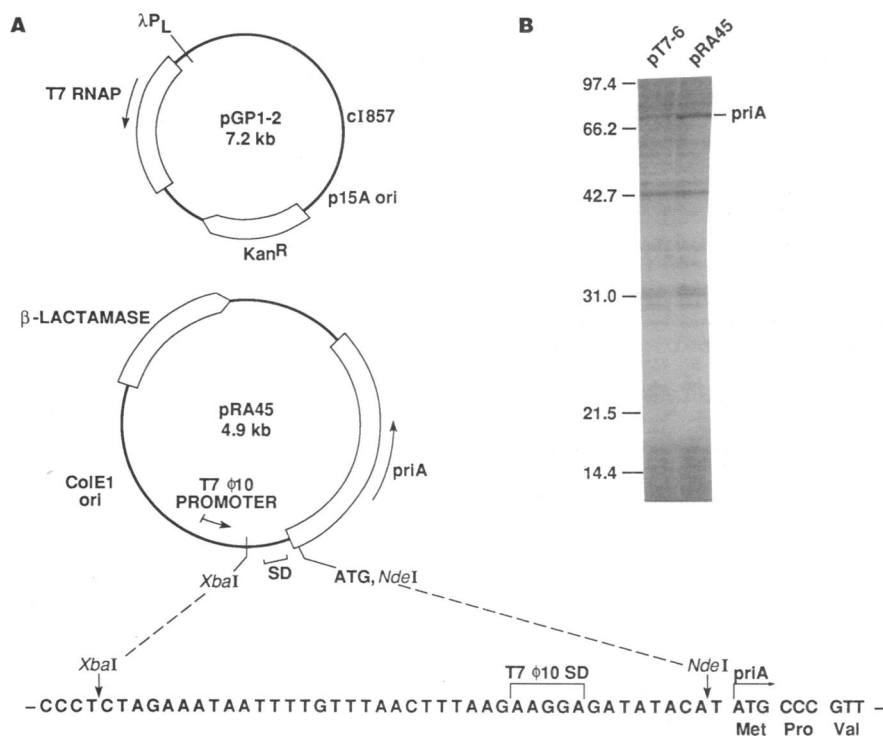 A
λPL
T7 RNAP
pGP1-2
7.2 kb
cI857
p15A ori
KanR
β-LACTAMASE
pRA45
4.9 kb
priA
ColE1
ori
T7 ϕ10
PROMOTER
XbaI
SD
ATG, NdeI
XbaI
T7 ϕ10 SD
NdeI
priA
–CCCTCTAGAAATAATTTTGTTTAACTTTAAGAAGGAGATATACAT ATG CCC GTT –
Met Pro Val
B
pT7-6
pRA45
97.4
66.2
42.7
31.0
21.5
14.4
priA